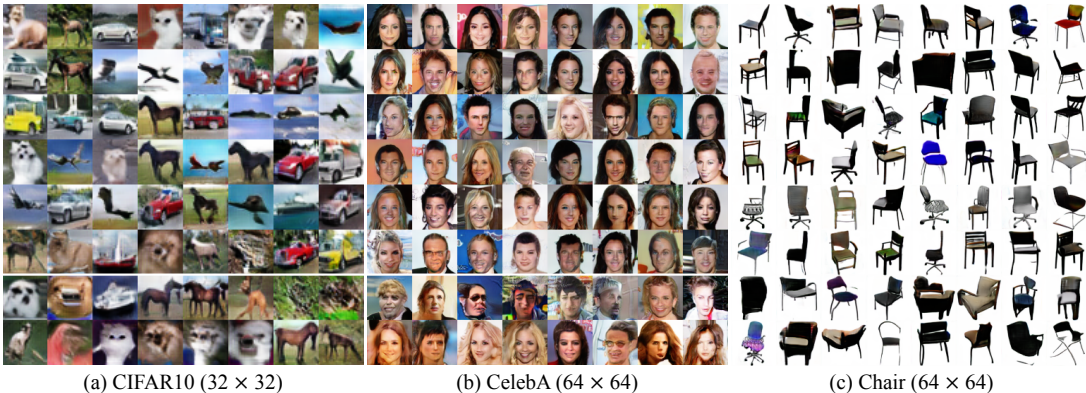 (a) CIFAR10 (32 × 32)
(b) CelebA (64 × 64)
(c) Chair (64 × 64)